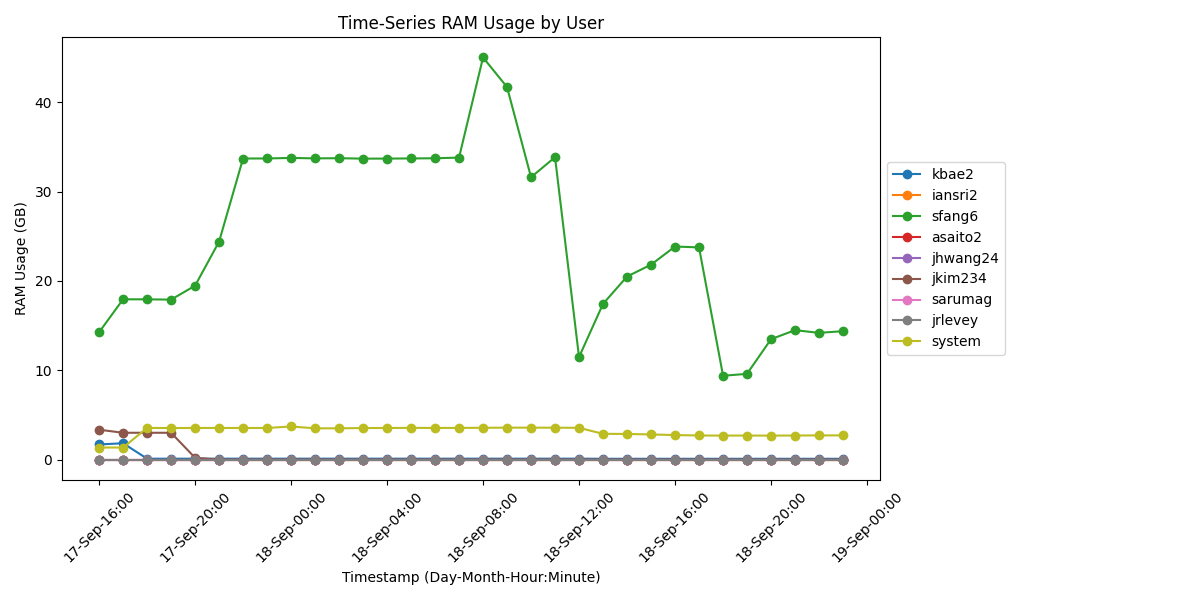 Time-Series RAM Usage by User
RAM Usage (GB)
40
30
20
10
0
17-Sep-16:00
17-Sep-20:00
18-Sep-00:00
18-Sep-04:00
18-Sep-08:00
18-Sep-12:00
18-Sep-16:00
18-Sep-20:00
19-Sep-00:00
Timestamp (Day-Month-Hour:Minute)
kbae2
iansri2
sfang6
asaito2
jhwang24
jkim234
sarumag
jrlevey
system